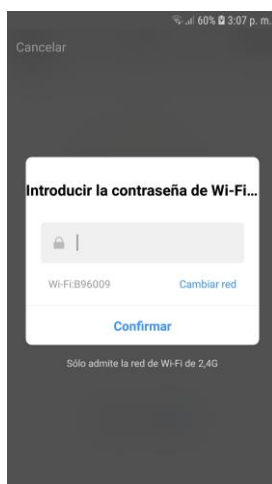 60% 3:07 p. m.
Cancelar
Introducir la contraseña de Wi-Fi...
Wi-Fi:B96009 Cambiar red
Confirmar
Sólo admite la red de Wi-Fi de 2,4G